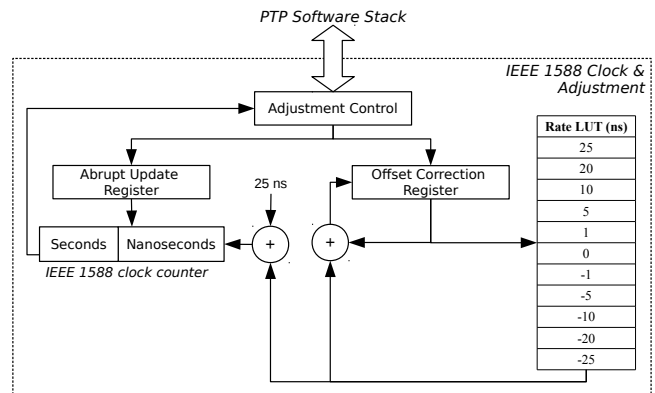 PTP Software Stack
IEEE 1588 Clock &
Adjustment
Adjustment Control
Rate LUT (ns)
25
20
10
5
1
0
-1
-5
-10
-20
-25
Abrupt Update
Register
25 ns
Offset Correction
Register
Seconds
Nanoseconds
+
+
IEEE 1588 clock counter